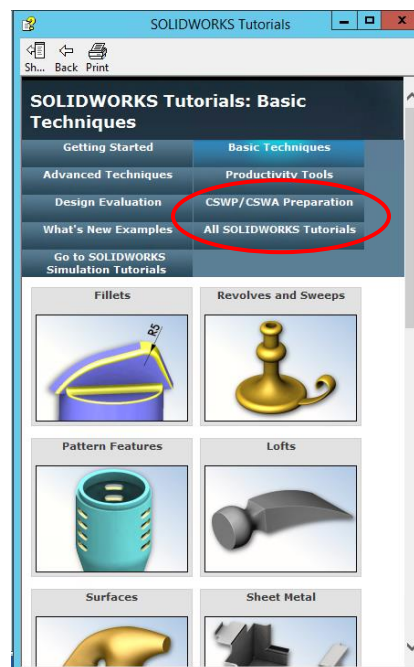 SOLIDWORKS Tutorials
Sh... Back Print
SOLIDWORKS Tutorials: Basic
Techniques
Getting Started Basic Techniques
Advanced Techniques Productivity Tools
Design Evaluation CSWP/CSWA Preparation
What's New Examples All SOLIDWORKS Tutorials
Go to SOLIDWORKS
Simulation Tutorials
Fillets Revolves and Sweeps
R5
Pattern Features Lofts
Surfaces Sheet Metal